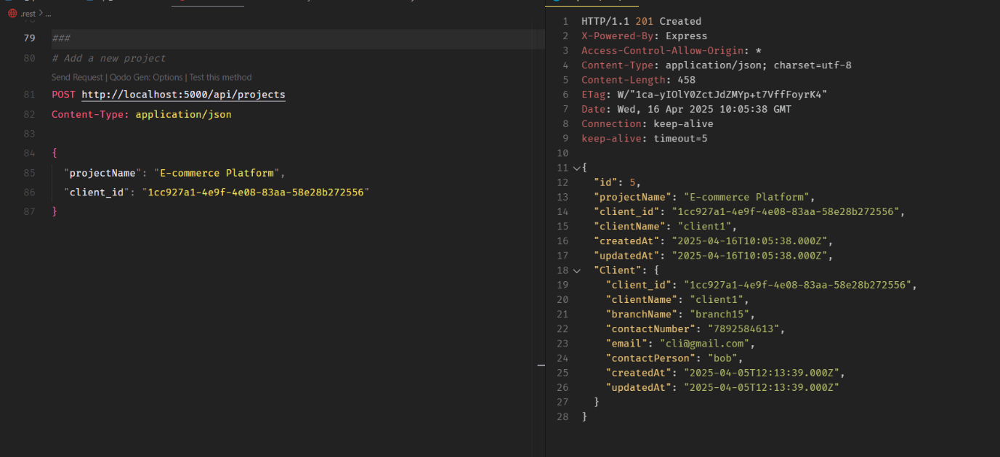 .rest > ...
79 ###
80 # Add a new project
Send Request | Qodo Gen: Options | Test this method
81 POST http://localhost:5000/api/projects
82 Content-Type: application/json
83
84 {
85 "projectName": "E-commerce Platform",
86 "client_id": "1cc927a1-4e9f-4e08-83aa-58e28b272556"
87 }
1 HTTP/1.1 201 Created
2 X-Powered-By: Express
3 Access-Control-Allow-Origin: *
4 Content-Type: application/json; charset=utf-8
5 Content-Length: 458
6 ETag: W/"1ca-yIOlY0ZctJdZMYp+t7VffFoyrK4"
7 Date: Wed, 16 Apr 2025 10:05:38 GMT
8 Connection: keep-alive
9 keep-alive: timeout=5
10
11 {
12 "id": 5,
13 "projectName": "E-commerce Platform",
14 "client_id": "1cc927a1-4e9f-4e08-83aa-58e28b272556",
15 "clientName": "client1",
16 "createdAt": "2025-04-16T10:05:38.000Z",
17 "updatedAt": "2025-04-16T10:05:38.000Z",
18 "Client": {
19 "client_id": "1cc927a1-4e9f-4e08-83aa-58e28b272556",
20 "clientName": "client1",
21 "branchName": "branch15",
22 "contactNumber": "7892584613",
23 "email": "cli@gmail.com",
24 "contactPerson": "bob",
25 "createdAt": "2025-04-05T12:13:39.000Z",
26 "updatedAt": "2025-04-05T12:13:39.000Z"
27 }
28 }